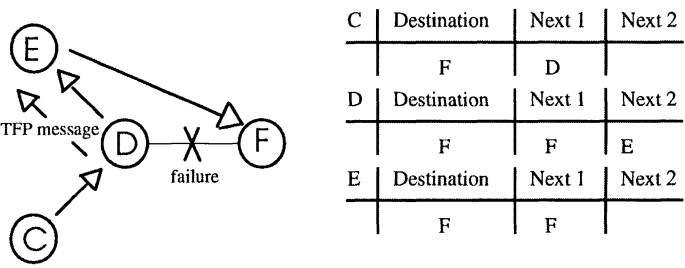 E
TFP message
D
F
failure
C
C Destination Next 1 Next 2
F D
D Destination Next 1 Next 2
F F E
E Destination Next 1 Next 2
F F